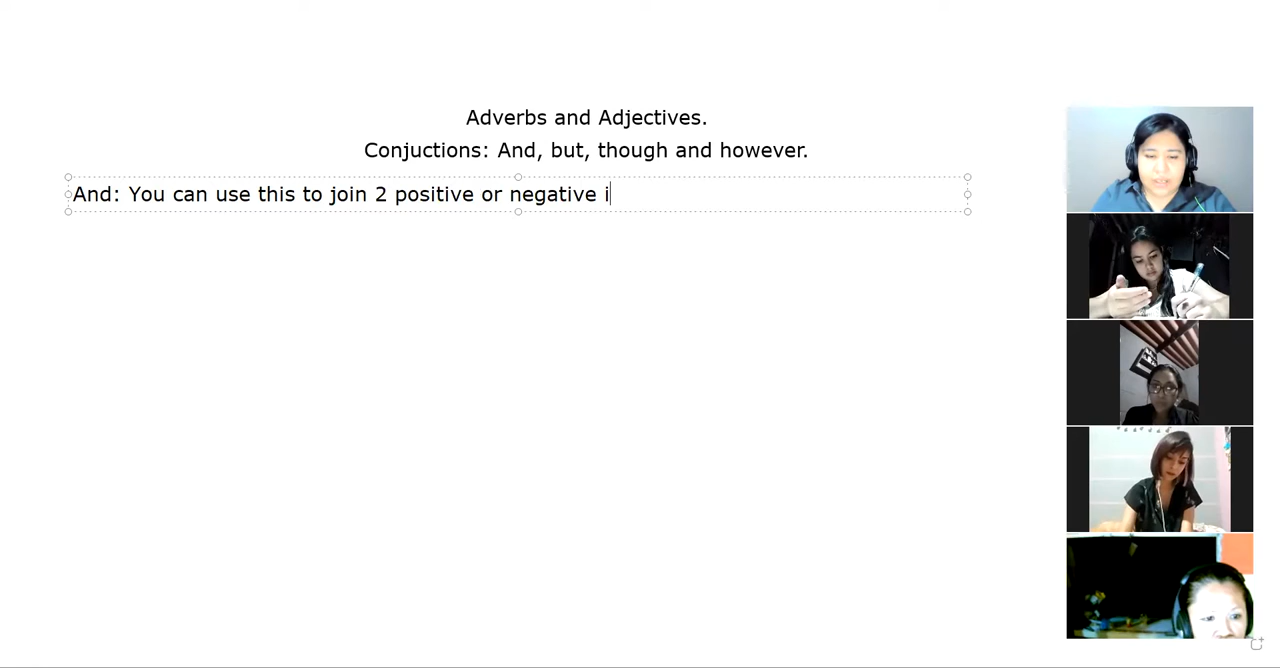 Adverbs and Adjectives.
Conjuctions: And, but, though and however.
And: You can use this to join 2 positive or negative i